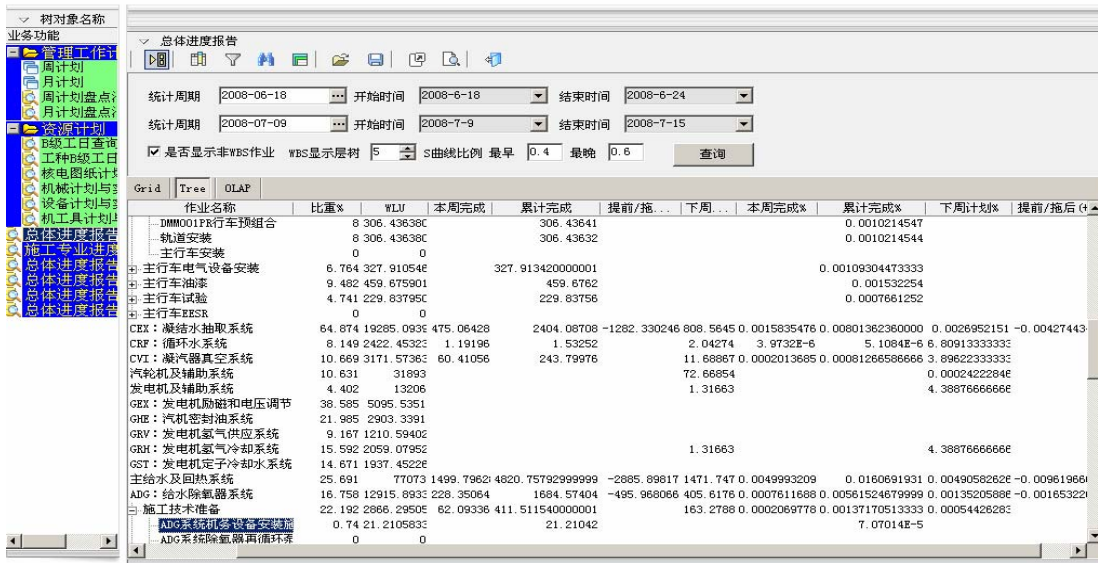 树对象名称
业务功能
管理工作计
周计划
月计划
周计划盘点
月计划盘点
资源计划
B级工日查询
工种B级工日
核电图纸计划
机械计划与
设备计划与
机工具计划
总体进度报告
施工专业进度
总体进度报告
总体进度报告
总体进度报告
总体进度报告
统计周期 2008-06-18 ... 开始时间 2008-6-18 结束时间 2008-6-24
统计周期 2008-07-09 ... 开始时间 2008-7-9 结束时间 2008-7-15
是否显示非WBS作业 WBS显示层树 5 S曲线比例 最早 0.4 最晚 0.6 查询
Grid Tree OLAP
作业名称 比重% WLU 本周完成 累计完成 提前/拖... 下周... 本周完成% 累计完成% 下周计划% 提前/拖后(+
DMM001PR行车预组合 8 306.43638 306.43641 0.0010214547
轨道安装 8 306.43638 306.43632 0.0010214544
主行车安装 0 0
主行车电气设备安装 6.764 327.910546 327.913420000001 0.00109304473333
主行车油漆 9.482 459.675901 459.6762 0.001532254
主行车试验 4.741 229.83795 229.83756 0.0007661252
主行车EESR 0 0
CEX：凝结水抽取系统 64.874 19285.093 475.06428 2404.08708 -1282.330246 808.5645 0.0015835476 0.00801362360000 0.0026952151 -0.00427443
CRF：循环水系统 8.149 2422.4532 1.19196 1.53252 2.04274 3.9732E-6 5.1084E-6 6.80913333333
CVI：凝汽器真空系统 10.669 3171.5736 60.41056 243.79976 11.68867 0.0002013685 0.00081266586666 3.89622333333
汽轮机及辅助系统 10.631 31893 72.66854 0.0002422284
发电机及辅助系统 4.402 13206 1.31663 4.38876666666
GEX：发电机励磁和电压调节 38.585 5095.5351
GHE：汽机密封油系统 21.985 2903.3391
GRV：发电机氢气供应系统 9.167 1210.59402
GRH：发电机氢气冷却系统 15.592 2059.07952 1.31663 4.38876666666
GST：发电机定子冷却水系统 14.671 1937.45226
主给水及回热系统 25.691 77073 1499.7962 4820.75792999999 -2885.89817 1471.747 0.0049993209 0.0160691931 0.00490582626 -0.00961966
ADG：给水除氧器系统 16.758 12915.893 228.35064 1684.57404 -495.968066 405.6176 0.0007611688 0.00561524679999 0.00135205886 -0.00165322
施工技术准备 22.192 2866.29505 62.09336 411.511540000001 163.2788 0.0002069778 0.00137170513333 0.00054426283
ADG系统机务设备安装施 0.74 21.2105833 21.21042 7.07014E-5
ADG系统除氧器再循环泵 0 0